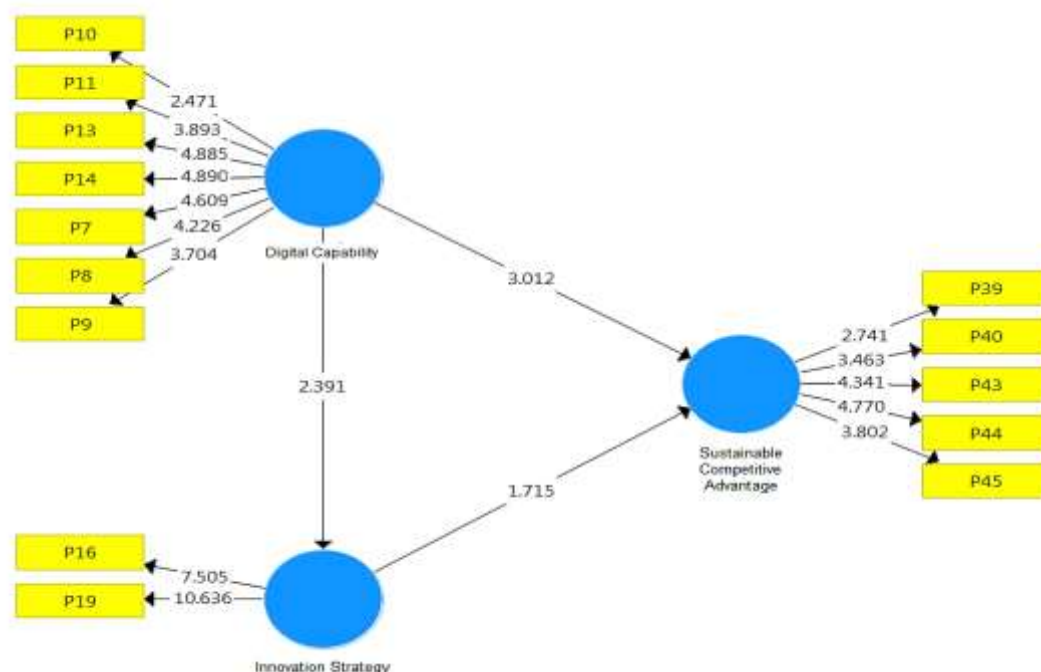 P10
P11
P13
P14
P7
P8
P9
2.471
3.893
4.885
4.890
4.609
4.226
3.704
Digital Capability
3.012
2.391
1.715
P39
P40
P43
P44
P45
2.741
3.463
4.341
4.770
3.802
Sustainable
Competitive
Advantage
P16
P19
7.505
10.636
Innovation Strategy